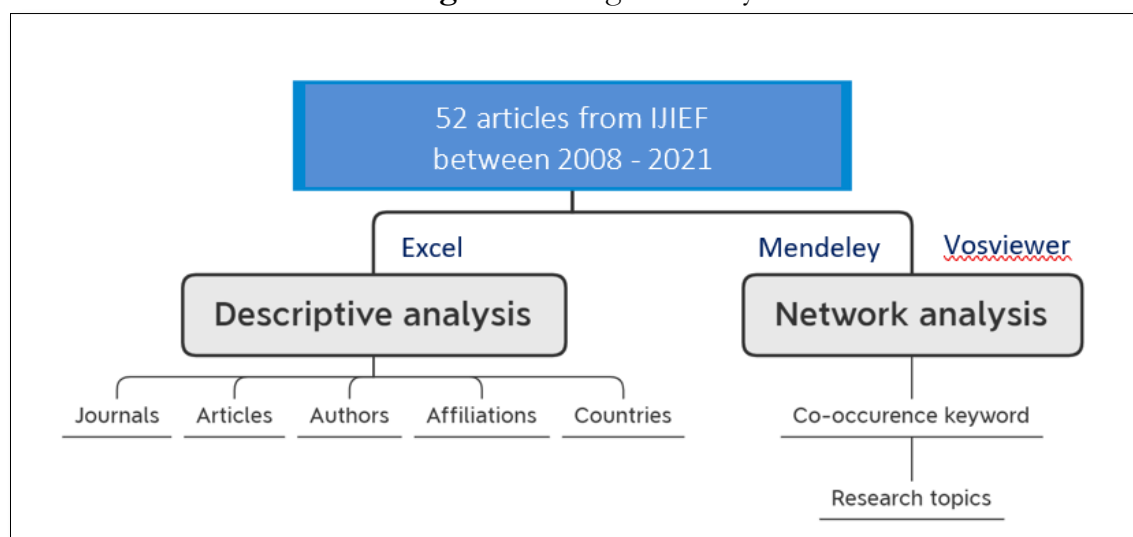 52 articles from IJIEF
between 2008 - 2021
Excel
Mendeley
Vosviewer
Descriptive analysis
Network analysis
Journals
Articles
Authors
Affiliations
Countries
Co-occurence keyword
Research topics